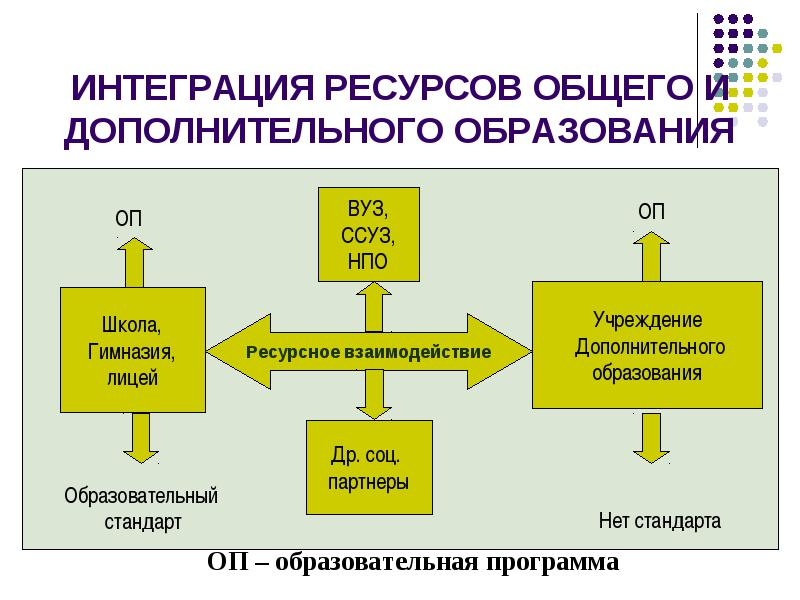 ИНТЕГРАЦИЯ РЕСУРСОВ ОБЩЕГО И
ДОПОЛНИТЕЛЬНОГО ОБРАЗОВАНИЯ
ОП
ВУЗ,
ССУЗ,
НПО
ОП
Школа,
Гимназия,
лицей
Ресурсное взаимодействие
Учреждение
Дополнительного
образования
Др. соц.
партнеры
Образовательный
стандарт
Нет стандарта
ОП – образовательная программа